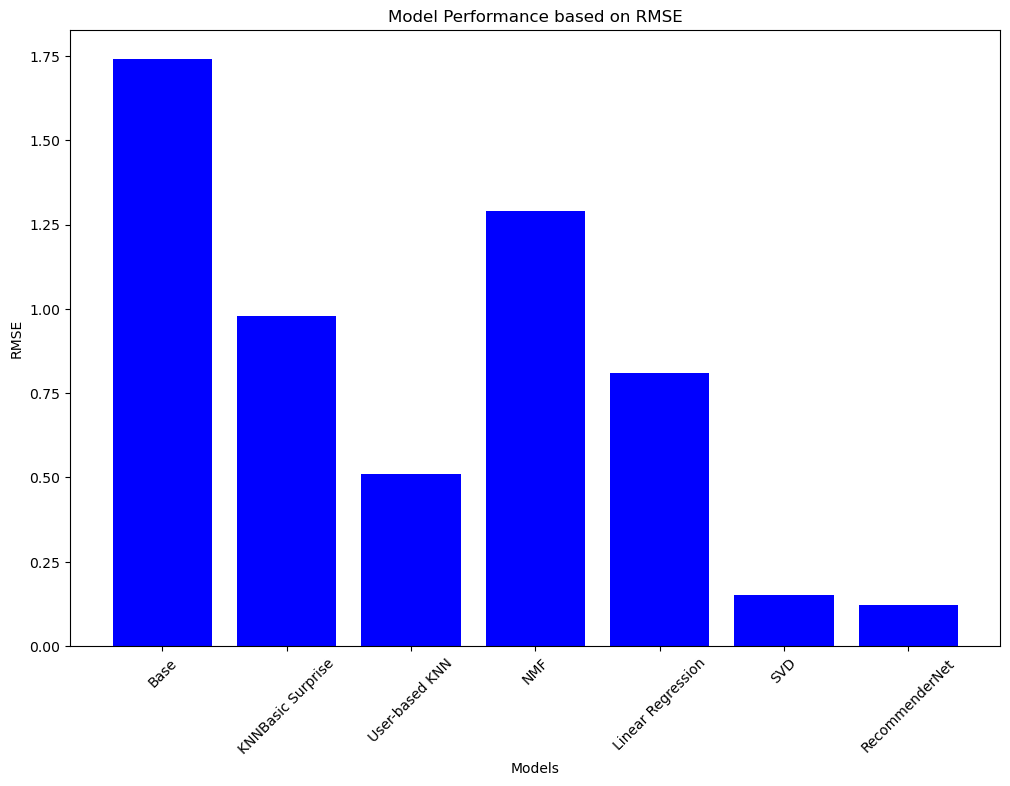 Model Performance based on RMSE
1.75
1.50
1.25
1.00
0.75
0.50
0.25
0.00
RMSE
Base
KNNBasic Surprise
User-based KNN
NMF
Linear Regression
SVD
RecommenderNet
Models